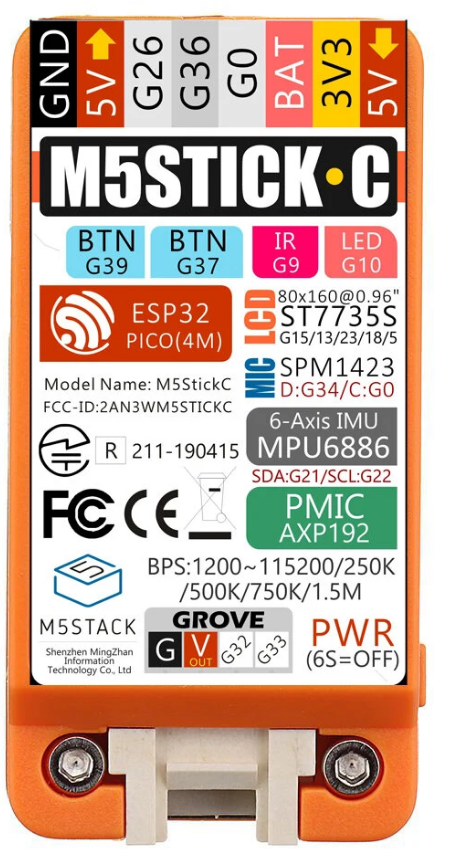 GND 5V G26 G36 G0 BAT 3V3 5V
M5STICK·C
BTN G39
BTN G37
IR G9
LED G10
ESP32
PICO(4M)
LCD
80x160@0.96"
ST7735S
G15/13/23/18/5
Model Name: M5StickC
FCC-ID:2AN3WM5STICKC
MIC
SPM1423
D:G34/C:G0
R 211-190415
6-Axis IMU
MPU6886
SDA:G21/SCL:G22
FC CE
PMIC
AXP192
BPS:1200~115200/250K
/500K/750K/1.5M
5
M5STACK
Shenzhen MingZhan
Information
Technology Co., Ltd
GROVE
G V OUT G32 G33
PWR
(6S=OFF)